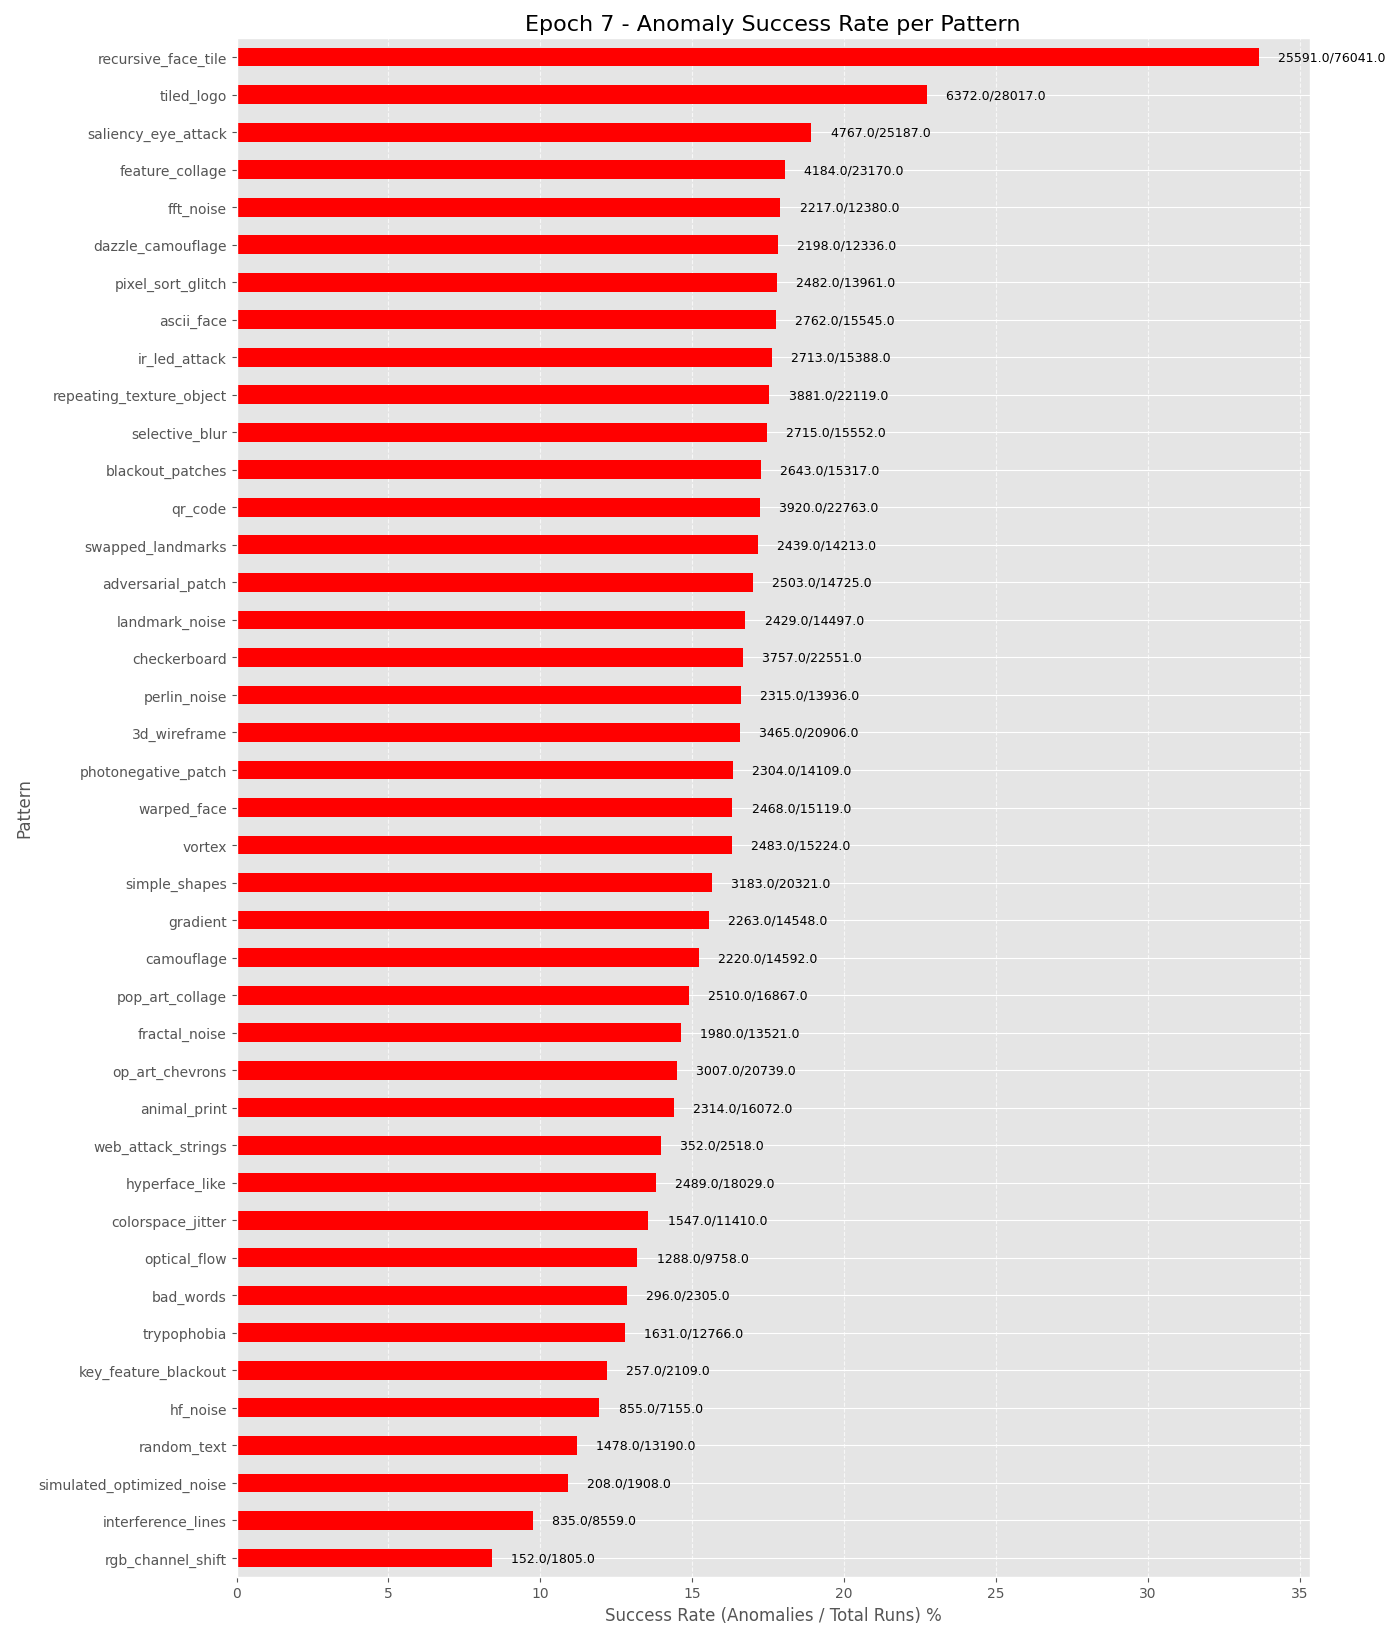 Epoch 7 - Anomaly Success Rate per Pattern
recursive_face_tile 25591.0/76041.0
tiled_logo 6372.0/28017.0
saliency_eye_attack 4767.0/25187.0
feature_collage 4184.0/23170.0
fft_noise 2217.0/12380.0
dazzle_camouflage 2198.0/12336.0
pixel_sort_glitch 2482.0/13961.0
ascii_face 2762.0/15545.0
ir_led_attack 2713.0/15388.0
repeating_texture_object 3881.0/22119.0
selective_blur 2715.0/15552.0
blackout_patches 2643.0/15317.0
qr_code 3920.0/22763.0
swapped_landmarks 2439.0/14213.0
adversarial_patch 2503.0/14725.0
landmark_noise 2429.0/14497.0
checkerboard 3757.0/22551.0
perlin_noise 2315.0/13936.0
3d_wireframe 3465.0/20906.0
photonegative_patch 2304.0/14109.0
warped_face 2468.0/15119.0
vortex 2483.0/15224.0
simple_shapes 3183.0/20321.0
gradient 2263.0/14548.0
camouflage 2220.0/14592.0
pop_art_collage 2510.0/16867.0
fractal_noise 1980.0/13521.0
op_art_chevrons 3007.0/20739.0
animal_print 2314.0/16072.0
web_attack_strings 352.0/2518.0
hyperface_like 2489.0/18029.0
colorspace_jitter 1547.0/11410.0
optical_flow 1288.0/9758.0
bad_words 296.0/2305.0
trypophobia 1631.0/12766.0
key_feature_blackout 257.0/2109.0
hf_noise 855.0/7155.0
random_text 1478.0/13190.0
simulated_optimized_noise 208.0/1908.0
interference_lines 835.0/8559.0
rgb_channel_shift 152.0/1805.0
Pattern
0 5 10 15 20 25 30 35
Success Rate (Anomalies / Total Runs) %